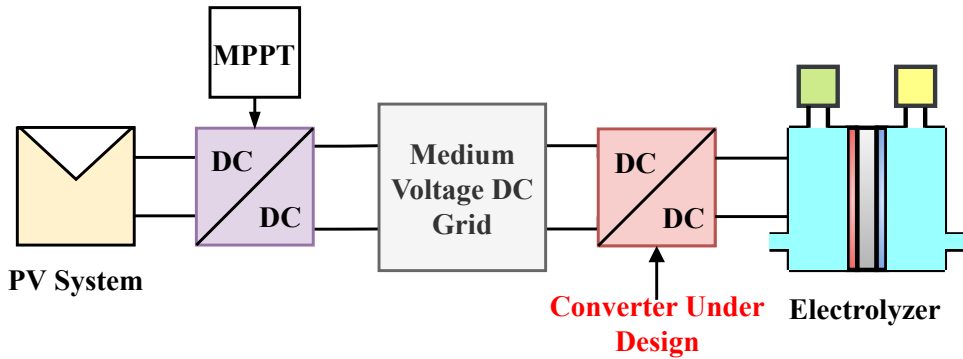 MPPT
DC
DC
Medium
Voltage DC
Grid
DC
DC
PV System
Converter Under
Design
Electrolyzer